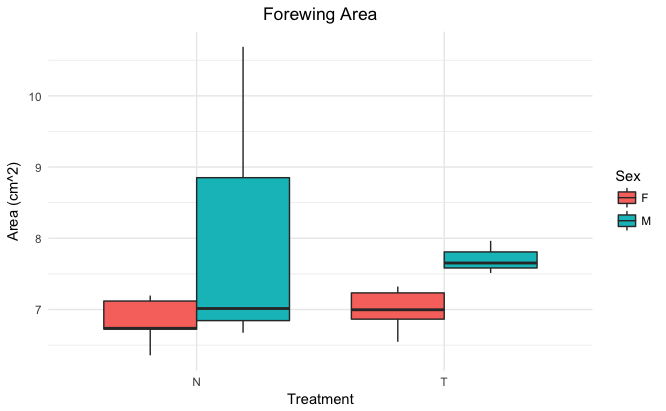 Forewing Area
Area (cm^2)
10
9
8
7
N
T
Treatment
Sex
F
M